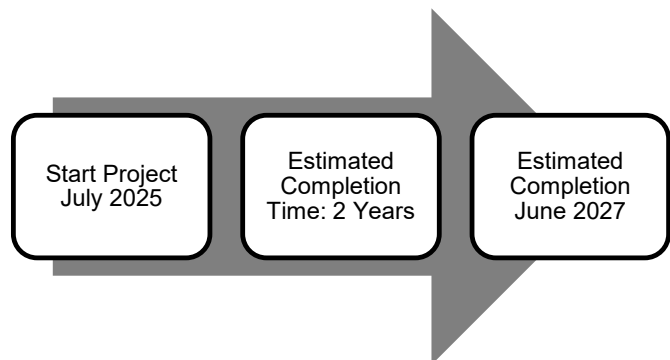 Start Project
July 2025
Estimated
Completion
Time: 2 Years
Estimated
Completion
June 2027